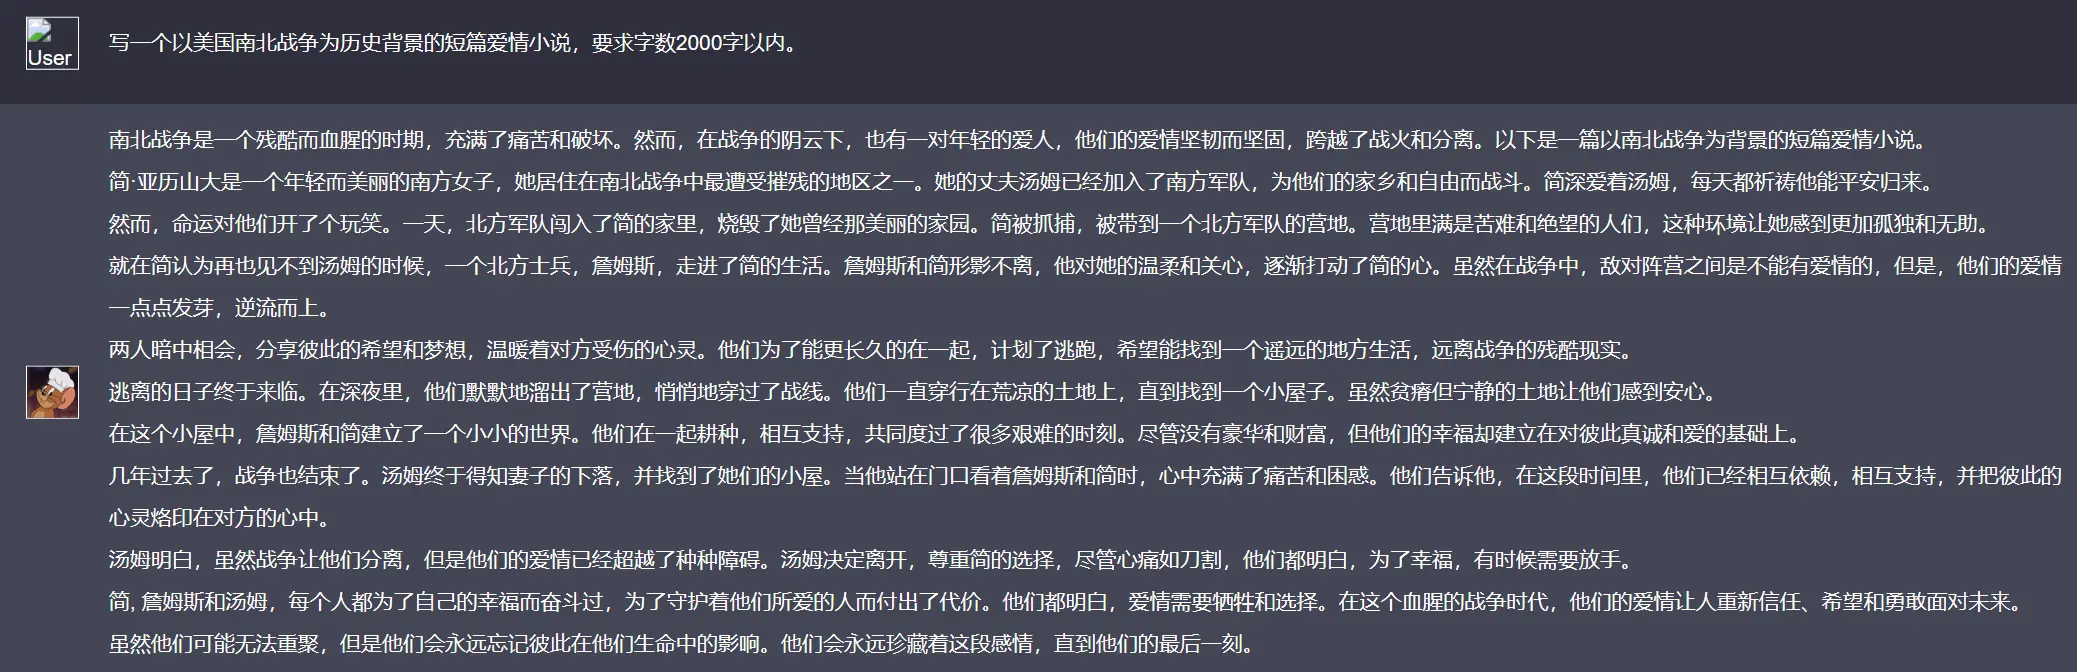 User
写一个以美国南北战争为历史背景的短篇爱情小说，要求字数2000字以内。
南北战争是一个残酷而血腥的时期，充满了痛苦和破坏。然而，在战争的阴云下，也有一对年轻的爱人，他们的爱情坚韧而坚固，跨越了战火和分离。以下是一篇以南北战争为背景的短篇爱情小说。
简·亚历山大是一个年轻而美丽的南方女子，她居住在南北战争中最遭受摧残的地区之一。她的丈夫汤姆已经加入了南方军队，为他们的家乡和自由而战斗。简深爱着汤姆，每天都祈祷他能平安归来。
然而，命运对他们开了个玩笑。一天，北方军队闯入了简的家里，烧毁了她曾经那美丽的家园。简被抓捕，被带到一个北方军队的营地。营地里满是苦难和绝望的人们，这种环境让她感到更加孤独和无助。
就在简认为再也见不到汤姆的时候，一个北方士兵，詹姆斯，走进了简的生活。詹姆斯和简形影不离，他对她的温柔和关心，逐渐打动了简的心。虽然在战争中，敌对阵营之间是不能有爱情的，但是，他们的爱情
一点点发芽，逆流而上。
两人暗中相会，分享彼此的希望和梦想，温暖着对方受伤的心灵。他们为了能更长久的在一起，计划了逃跑，希望能找到一个遥远的地方生活，远离战争的残酷现实。
逃离的日子终于来临。在深夜里，他们默默地溜出了营地，悄悄地穿过了战线。他们一直穿行在荒凉的土地上，直到找到一个小屋子。虽然贫瘠但宁静的土地让他们感到安心。
在这个小屋中，詹姆斯和简建立了一个小小的世界。他们在一起耕种，相互支持，共同度过了很多艰难的时刻。尽管没有豪华和财富，但他们的幸福却建立在对彼此真诚和爱的基础上。
几年过去了，战争也结束了。汤姆终于得知妻子的下落，并找到了她们的小屋。当他站在门口看着詹姆斯和简时，心中充满了痛苦和困惑。他们告诉他，在这段时间里，他们已经相互依赖，相互支持，并把彼此的
心灵烙印在对方的心中。
汤姆明白，虽然战争让他们分离，但是他们的爱情已经超越了种种障碍。汤姆决定离开，尊重简的选择，尽管心痛如刀割，他们都明白，为了幸福，有时候需要放手。
简, 詹姆斯和汤姆，每个人都为了自己的幸福而奋斗过，为了守护着他们所爱的人而付出了代价。他们都明白，爱情需要牺牲和选择。在这个血腥的战争时代，他们的爱情让人重新信任、希望和勇敢面对未来。
虽然他们可能无法重聚，但是他们会永远忘记彼此在他们生命中的影响。他们会永远珍藏着这段感情，直到他们的最后一刻。